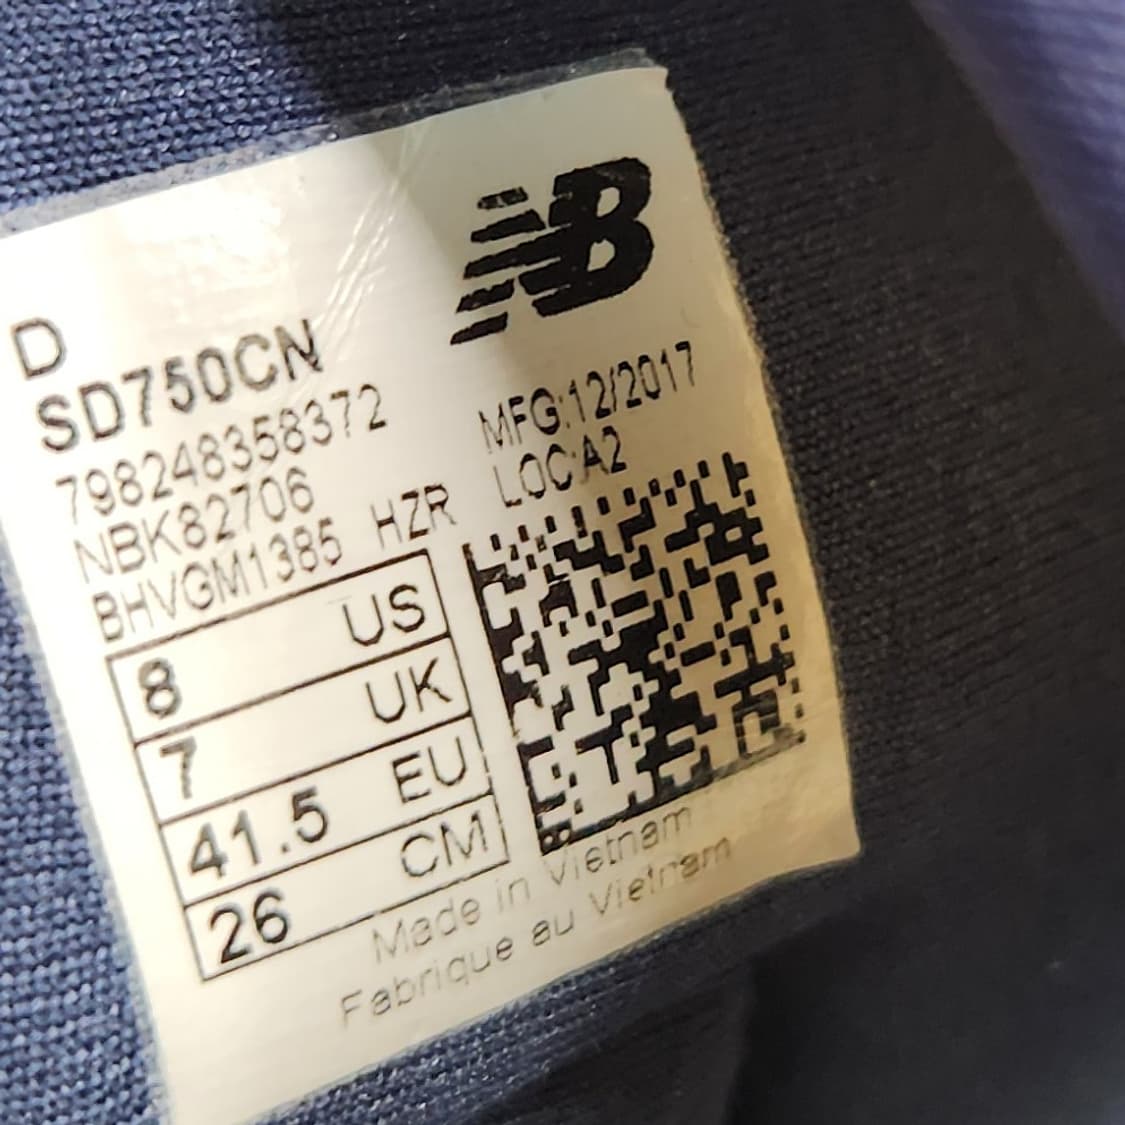 NB
D
SD750CN
798248358372
NBK82706
BHVGM1385 HZR
MFG:12/2017
LOC:A2
8 US
7 UK
41.5 EU
26 CM
Made in Vietnam
Fabrique au Vietnam